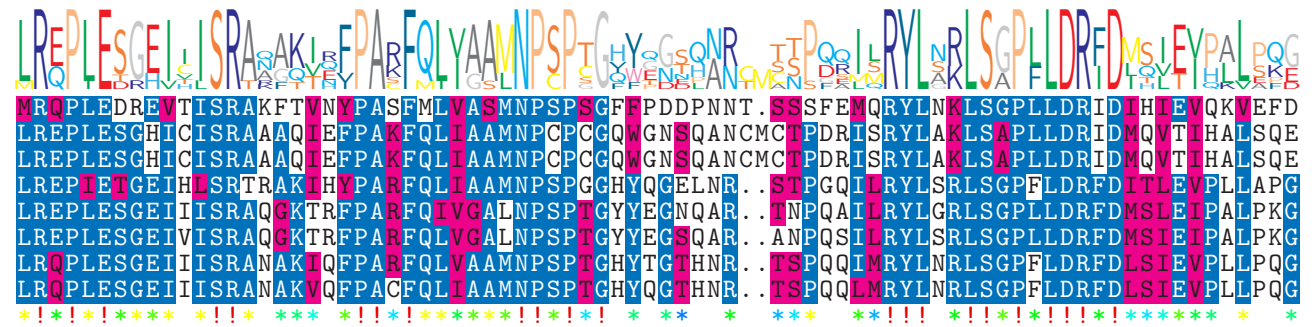 MRQPLEDREVTISRAKFTVNYPASFMLVASMNPSPSGFFPDDPNNT.SSSFEMQRYLNKLSGPLLDRIDIHIEVQKVEFD
LREPLESGHICISRAAAQIEFPAKFQLIAAMNPCPCGQWGNSQANCMCTPDRISRYLAKLSAPLLDRIDMQVTIHALSQE
LREPLESGHICISRAAAQIEFPAKFQLIAAMNPCPCGQWGNSQANCMCTPDRISRYLAKLSAPLLDRIDMQVTIHALSQE
LREPIETGEIHLSRTRAKIHYPARFQLIAAMNPSPGGHYQGELNR..STPGQILRYLSRLSGPFLDRFDITLEVPLLAPG
LREPLESGEIIISRAQGKTRFPARFQIVGALNPSPTGYYEGNQAR..TNPQAILRYLGRLSGPLLDRFDMSLEIPALPKG
LREPLESGEIVISRAQGKTRFPARFQLVGALNPSPTGYYEGSQAR..ANPQSILRYLSRLSGPLLDRFDMSIEIPALPKG
LRQPLESGEIIISRANAKIQFPARFQLVAAMNPSPTGHYTGTHNR..TSPQQIMRYLNRLSGPFLDRFDLSIEVPLLPQG
LRQPLESGEIIISRANAKVQFPACFQLIAAMNPSPTGHYQGTHNR..TSPQQLMRYLNRLSGPFLDRFDLSIEVPLLPQG